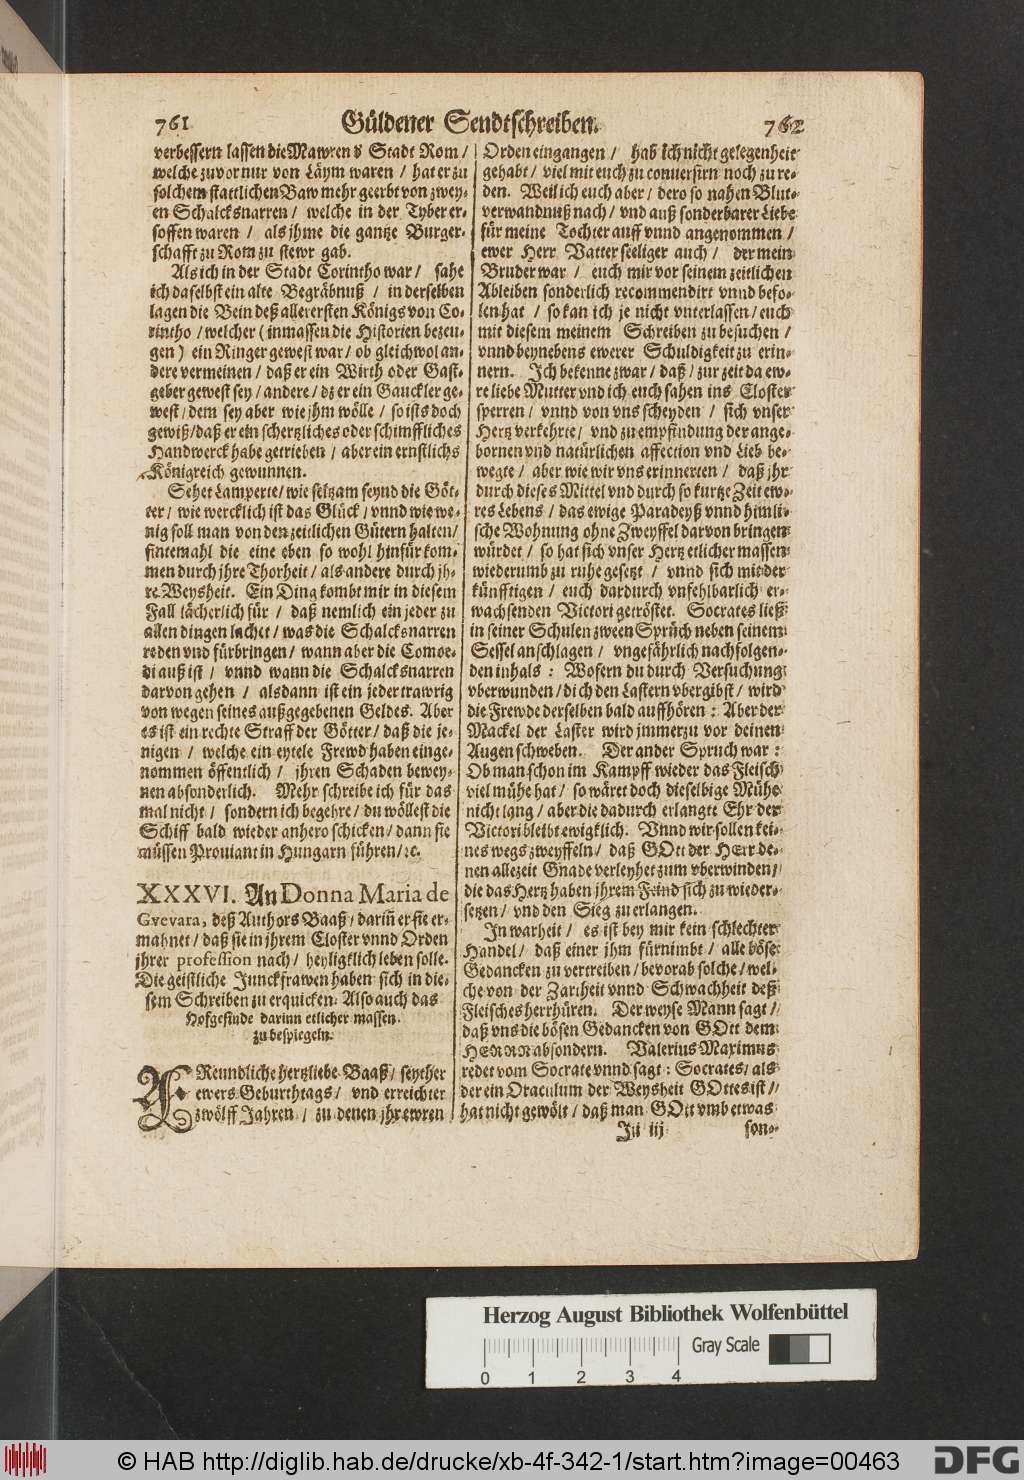 761 Güldener Sendtschreiben. 762
verbessern lassen die Mawren d Stadt Rom /
welche zuvor nur von Läym waren / hat er zu
solchem stattlichen Baw mehr geerbt von zwey-
en Schalcksnarren / welche in der Tyber er-
soffen waren / als jhme die gantze Burger-
schafft zu Rom zu stewr gab.
Als ich in der Stadt Corintho war / sahe
ich daselbst ein alte Begräbnuß / in derselben
lagen die Bein deß allerersten Königs von Co-
rintho / welcher (inmassen die Historien bezeu-
gen) ein Ringer gewest war / ob gleichwol an-
dere vermeinen / daß er ein Wirth oder Gast-
geber gewest sey / andere / dz er ein Gauckler ge-
west / dem sey aber wie jhm wölle / so ists doch
gewiß / daß er ein schertzliches oder schimffliches
Handwerck habe getrieben / aber ein ernstlichs
Königreich gewunnen.
Sehet Lamperte / wie seltzam seynd die Göt-
ter / wie wercklich ist das Glück / vnnd wie we-
nig soll man von den zeitlichen Gütern halten /
sintemahl die eine eben so wohl hinfür kom-
men durch jhre Thorheit / als andere durch jh-
re Weysheit. Ein Ding kombt mir in diesem
Fall lächerlich für / daß nemlich ein jeder zu
allen dingen lachet / was die Schalcksnarren
reden vnd fürbringen / wann aber die Comoe-
di auß ist / vnnd wann die Schalcksnarren
darvon gehen / alsdann ist ein jeder trawrig
von wegen seines außgegebenen Geldes. Aber
es ist ein rechte Straff der Götter / daß die je-
nigen / welche ein eytele Frewd haben einge-
nommen öffentlich / jhren Schaden bewey-
nen absonderlich. Mehr schreibe ich für das
mal nicht / sondern ich begehre / du wöllest die
Schiff bald wieder anhero schicken / dann sie
müssen Proviant in Hungarn führen / ꝛc.
XXXVI. An Donna Maria de
Gvevara, deß Authors Baaß / dariñ er sie er-
mahnet / daß sie in jhrem Closter vnnd Orden
jhrer profession nach / heyligklich leben solle.
Die geistliche Junckfrawen haben sich in die-
sem Schreiben zu erquicken. Also auch das
Hofgesinde darinn etlicher massen
zu bespiegeln.
FReundliche hertzliebe Baaß / seyther
ewers Geburthtags / vnd erreichter
zwölff Jahren / zu denen jhr ewren
Orden eingangen / hab ich nicht gelegenheit
gehabt / viel mit euch zu conversirn noch zu re-
den. Weil ich euch aber / dero so nahen Blut-
verwandnuß nach / vnd auß sonderbarer Liebe
für meine Tochter auff vnnd angenommen /
ewer Herr Vatter seeliger auch / der mein
Bruder war / euch mir vor seinem zeitlichen
Ableiben sonderlich recommendirt vnnd befo-
len hat / so kan ich je nicht vnterlassen / euch
mit diesem meinem Schreiben zu besuchen /
vnnd beynebens ewerer Schuldigkeit zu erin-
nern. Ich bekenne zwar / daß / zur zeit da ew-
re liebe Mutter vnd ich euch sahen ins Closter
sperren / vnnd von vns scheyden / sich vnser
Hertz verkehrte / vnd zu empfindung der ange-
bornen vnd natürlichen affection vnd Lieb be-
wegte / aber wie wir vns erinnerten / daß jhr
durch dieses Mittel vnd durch so kurtze Zeit ew-
res Lebens / das ewige Paradeyß vnnd himli-
sche Wohnung ohne Zweyffel darvon bringen
würdet / so hat sich vnser Hertz etlicher massen
wiederumb zu ruhe gesetzt / vnnd sich mit der
künfftigen / euch dardurch vnfehlbarlich er-
wachsenden Victori getröstet. Socrates ließ
in seiner Schulen zween Sprüch neben seinem
Sessel anschlagen / vngefährlich nachfolgen-
den inhals : Wofern du durch Versuchung
vberwunden / dich den Lastern vbergibst / wird
die Frewde derselben bald auffhören : Aber der
Mackel der Laster wird jmmerzu vor deinen
Augen schweben. Der ander Spruch war :
Ob man schon im Kampff wieder das Fleisch
viel mühe hat / so wäret doch dieselbige Mühe
nicht lang / aber die dadurch erlangte Ehr der
Victori bleibt ewigklich. Vnnd wir sollen kei-
nes wegs zweyffeln / daß GOtt der HErr de-
nen allezeit Gnade verleyhet zum vberwinden /
die das Hertz haben jhrem Feind sich zu wieder-
setzen / vnd den Sieg zu erlangen.
In warheit / es ist bey mir kein schlechter
Handel / daß einer jhm fürnimbt / alle böse
Gedancken zu vertreiben / bevorab solche / wel-
che von der Zartheit vnnd Schwachheit deß
Fleisches herrhüren. Der weyse Mann sagt /
daß vns die bösen Gedancken von GOtt dem
HERRN absondern. Valerius Maximus
redet vom Socrate vnnd sagt : Socrates / als
der ein Oraculum der Weysheit GOttes ist /
hat nicht gewölt / daß man GOtt vmb etwas
Iii iij son-
Herzog August Bibliothek Wolfenbüttel
Gray Scale
0 1 2 3 4
© HAB http://diglib.hab.de/drucke/xb-4f-342-1/start.htm?image=00463
DFG